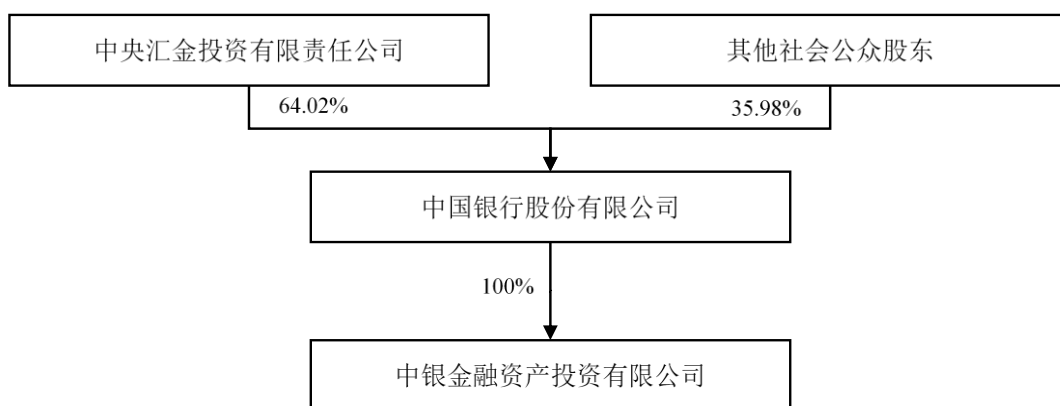 中央汇金投资有限责任公司
其他社会公众股东
64.02%
35.98%
中国银行股份有限公司
100%
中银金融资产投资有限公司